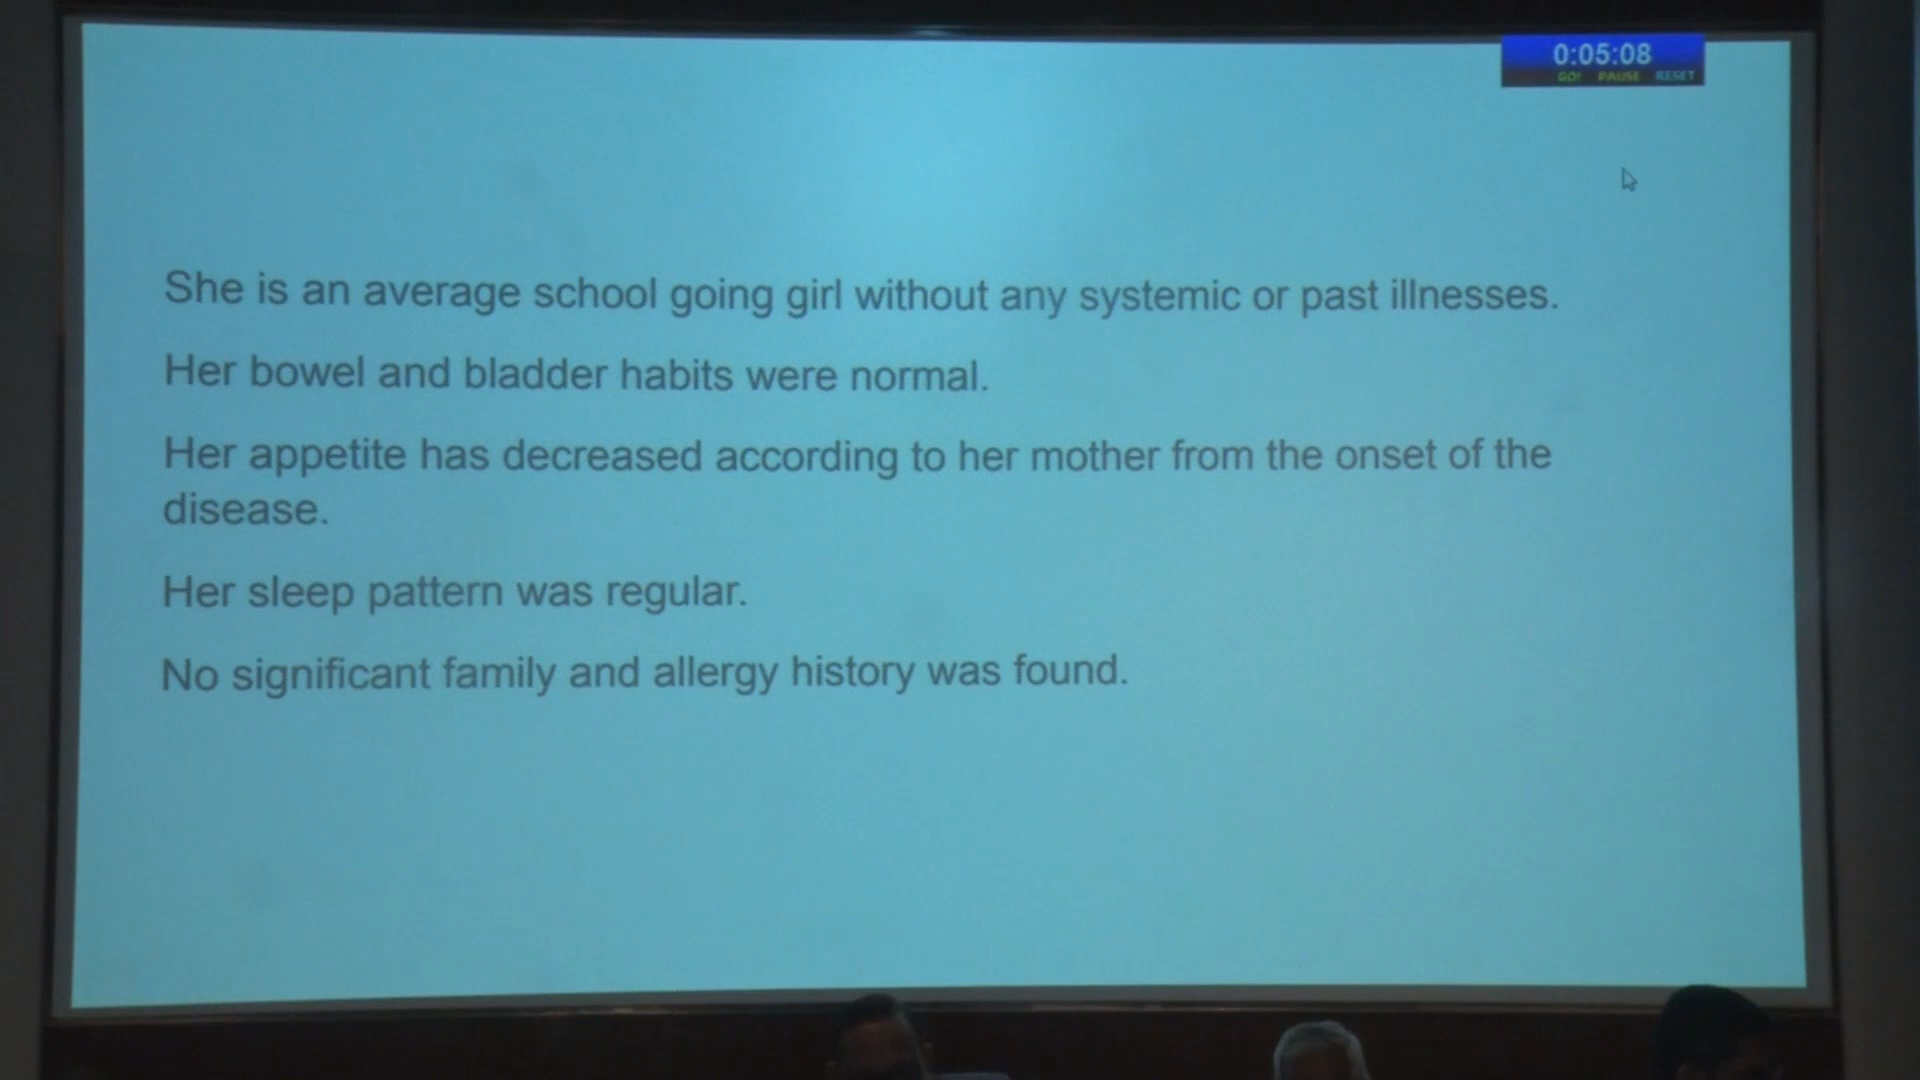 0:05:08
GO! PAUSE RESET
She is an average school going girl without any systemic or past illnesses.
Her bowel and bladder habits were normal.
Her appetite has decreased according to her mother from the onset of the
disease.
Her sleep pattern was regular.
No significant family and allergy history was found.